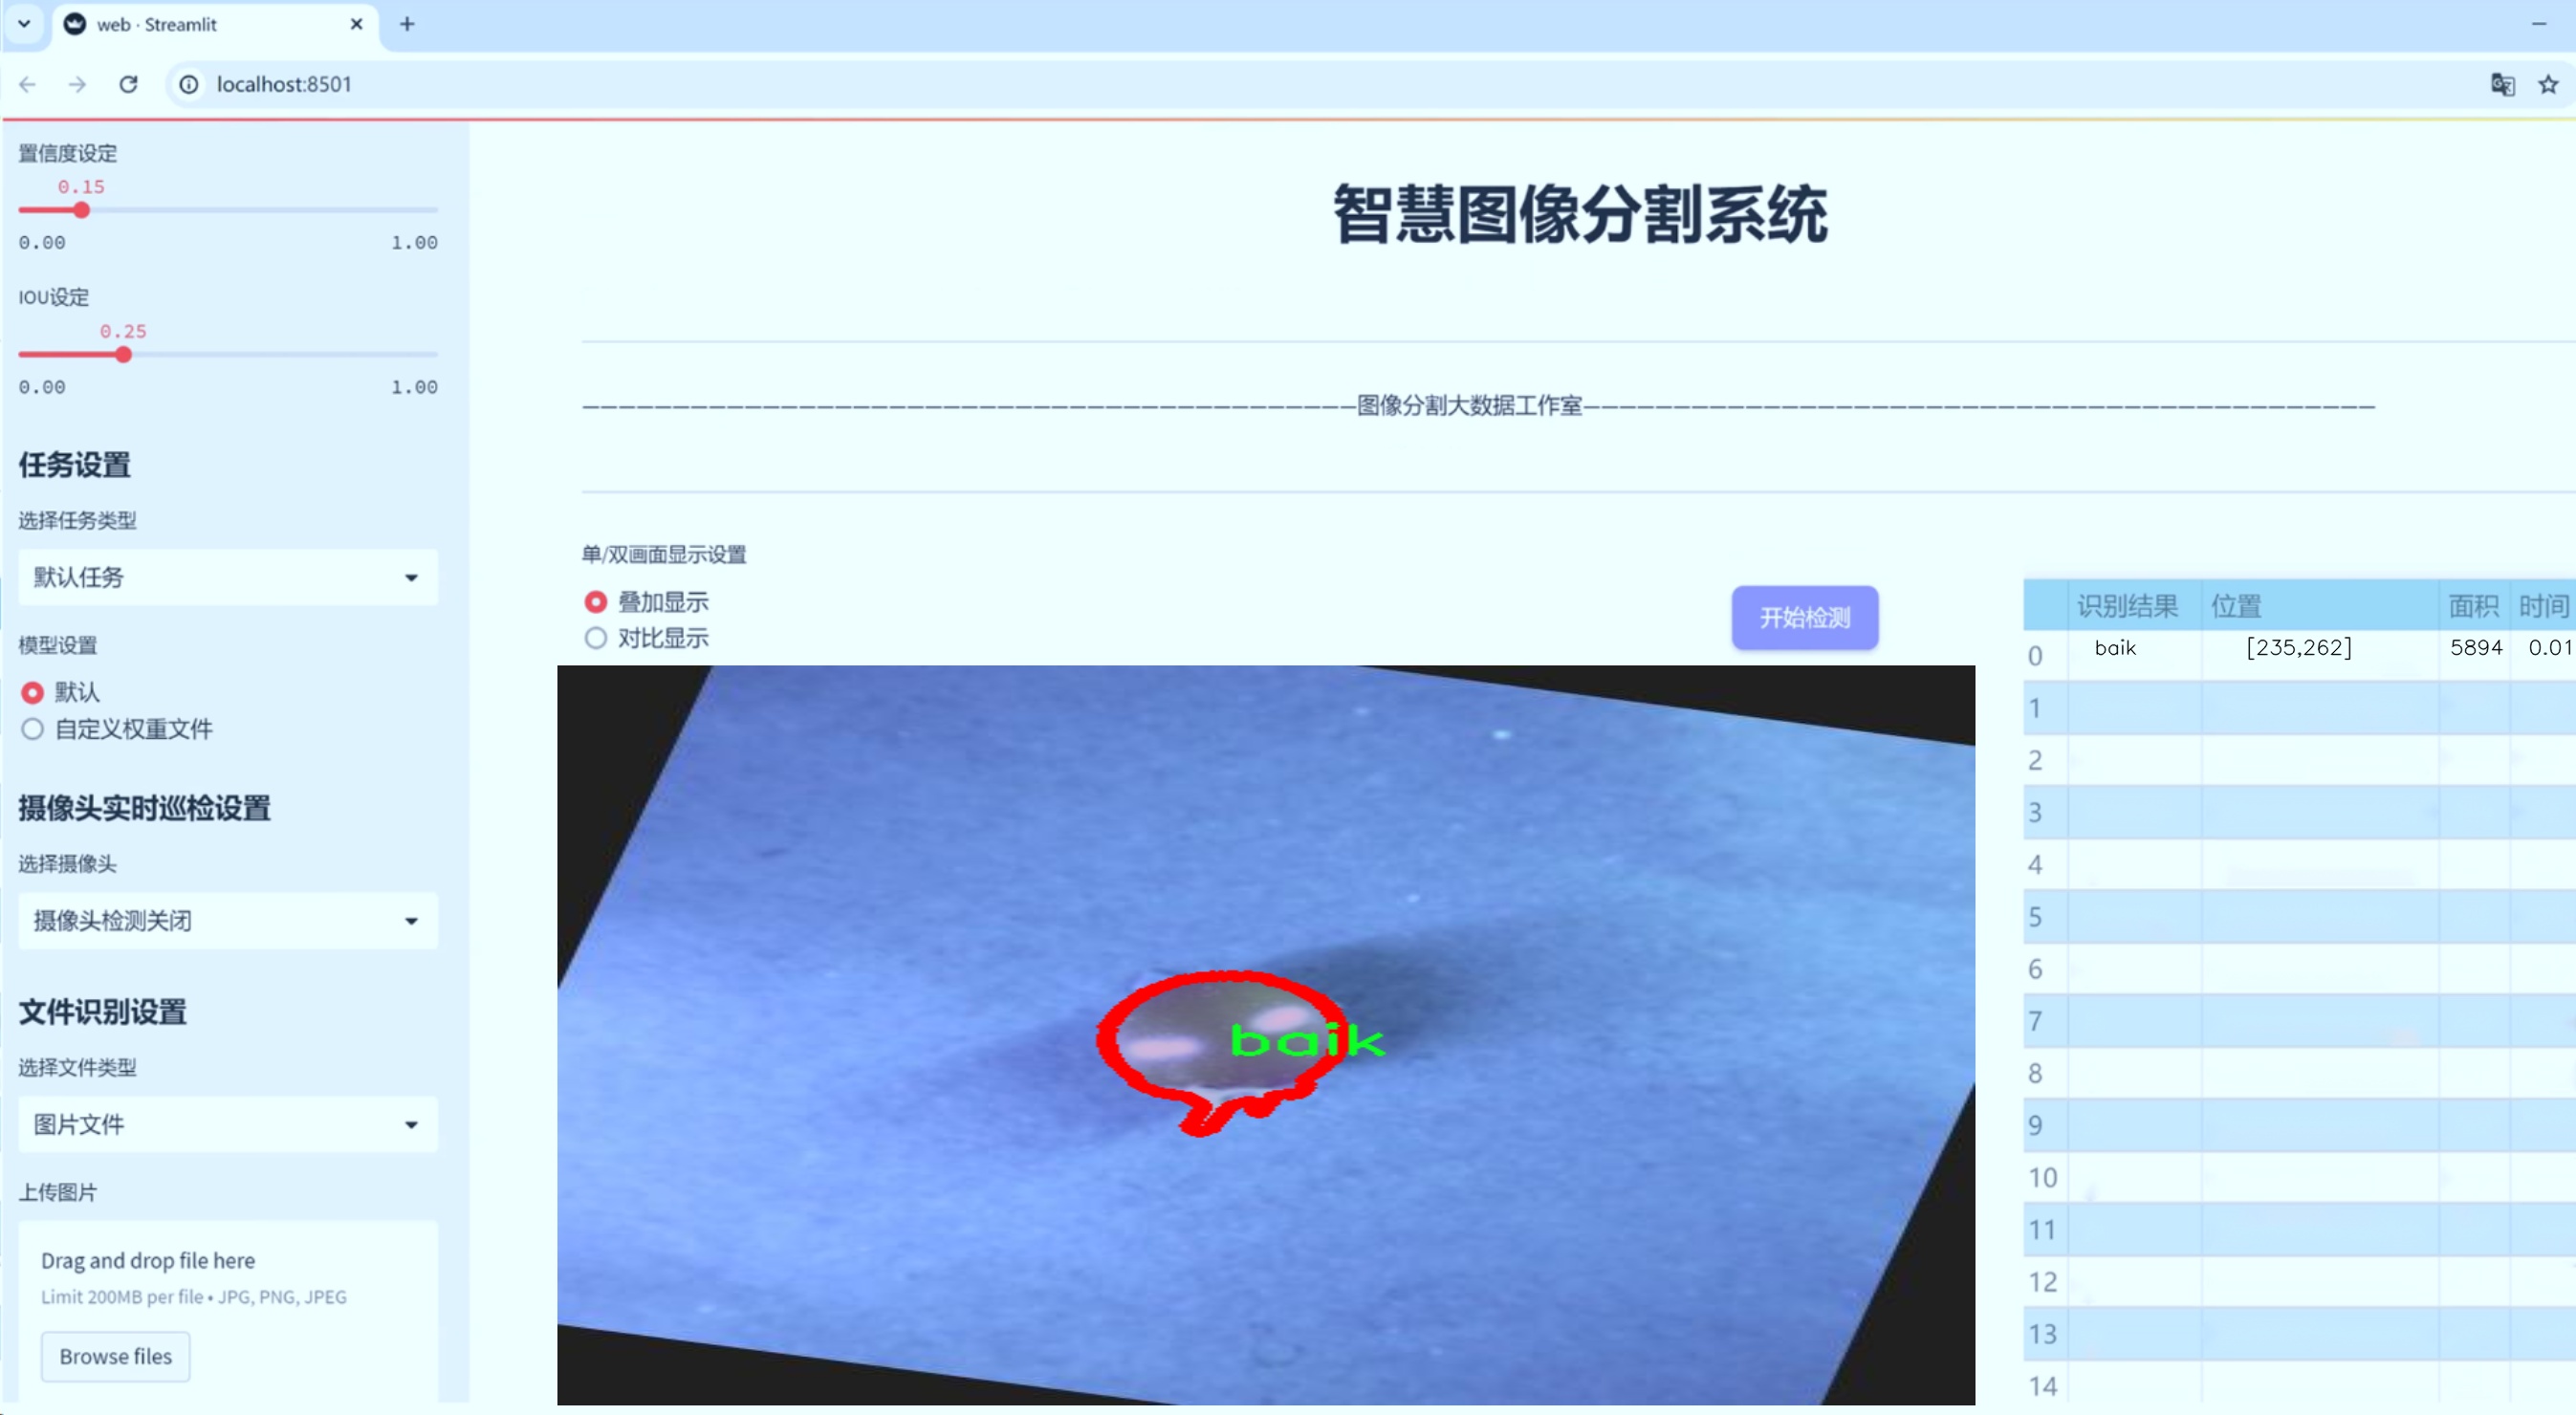 web · Streamlit
localhost:8501
置信度设定
0.15
0.00 1.00
IOU设定
0.25
0.00 1.00
任务设置
选择任务类型
默认任务
模型设置
默认
自定义权重文件
摄像头实时巡检设置
选择摄像头
摄像头检测关闭
文件识别设置
选择文件类型
图片文件
上传图片
Drag and drop file here
Limit 200MB per file • JPG, PNG, JPEG
Browse files
智慧图像分割系统
———————————————————————————————————————————图像分割大数据工作室————————————————————————————————————————————
单/双画面显示设置
叠加显示
对比显示
开始检测
baik
识别结果 位置 面积 时间
0 baik [235,262] 5894 0.01
1
2
3
4
5
6
7
8
9
10
11
12
13
14